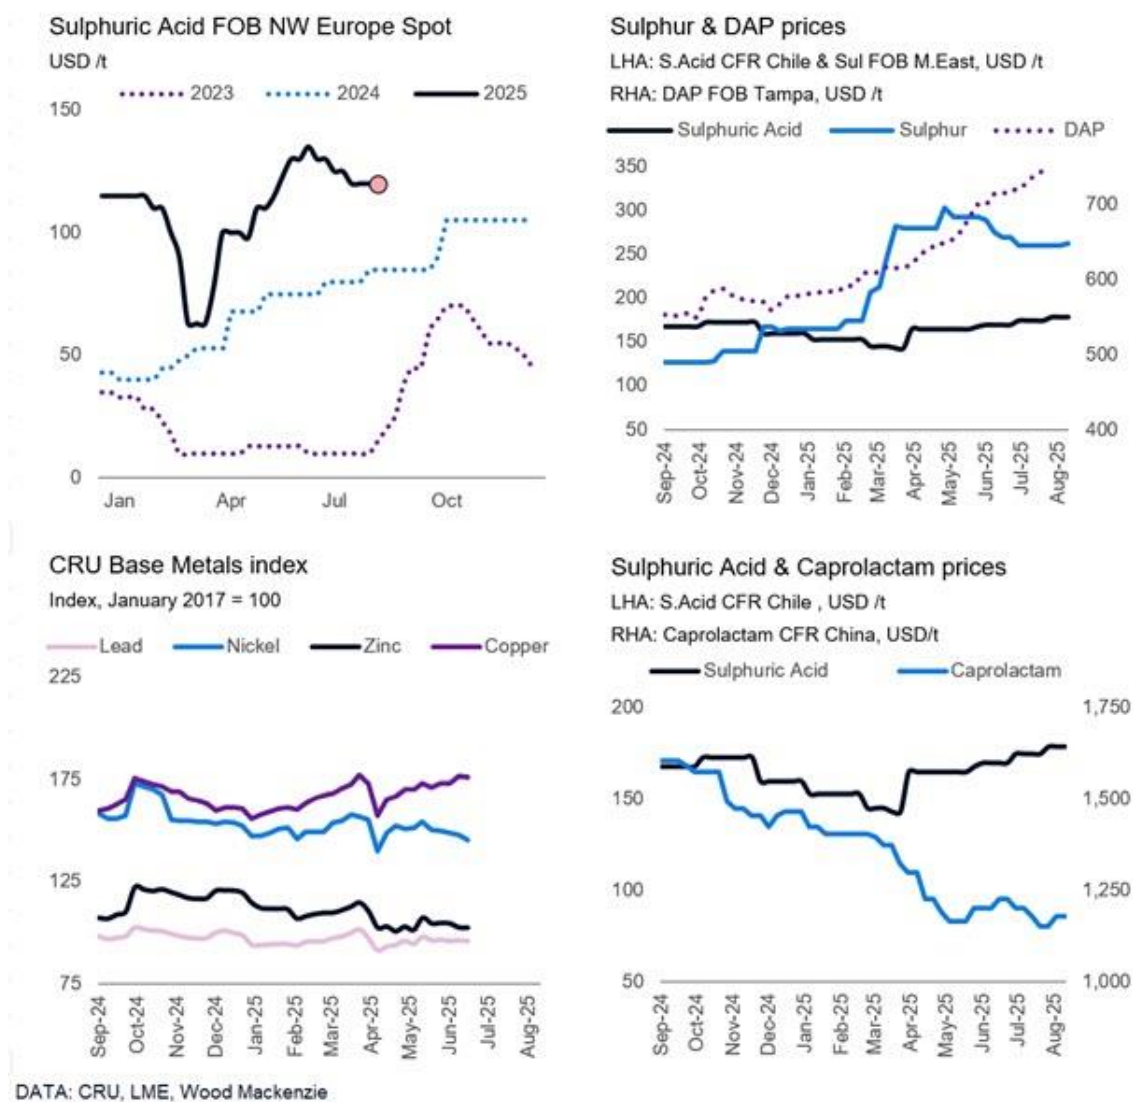 Sulphuric Acid FOB NW Europe Spot
USD /t
2023 2024 2025
150
100
50
0
Jan Apr Jul Oct
Sulphur & DAP prices
LHA: S.Acid CFR Chile & Sul FOB M.East, USD /t
RHA: DAP FOB Tampa, USD /t
Sulphuric Acid Sulphur DAP
350
300 700
250
200 600
150
100 500
50 400
Sep-24 Oct-24 Nov-24 Dec-24 Jan-25 Feb-25 Mar-25 Apr-25 May-25 Jun-25 Jul-25 Aug-25
CRU Base Metals index
Index, January 2017 = 100
Lead Nickel Zinc Copper
225
175
125
75
Sep-24 Oct-24 Nov-24 Dec-24 Jan-25 Feb-25 Mar-25 Apr-25 May-25 Jun-25 Jul-25 Aug-25
Sulphuric Acid & Caprolactam prices
LHA: S.Acid CFR Chile , USD /t
RHA: Caprolactam CFR China, USD/t
Sulphuric Acid Caprolactam
200 1,750
150 1,500
100 1,250
50 1,000
Sep-24 Oct-24 Nov-24 Dec-24 Jan-25 Feb-25 Mar-25 Apr-25 May-25 Jun-25 Jul-25 Aug-25
DATA: CRU, LME, Wood Mackenzie